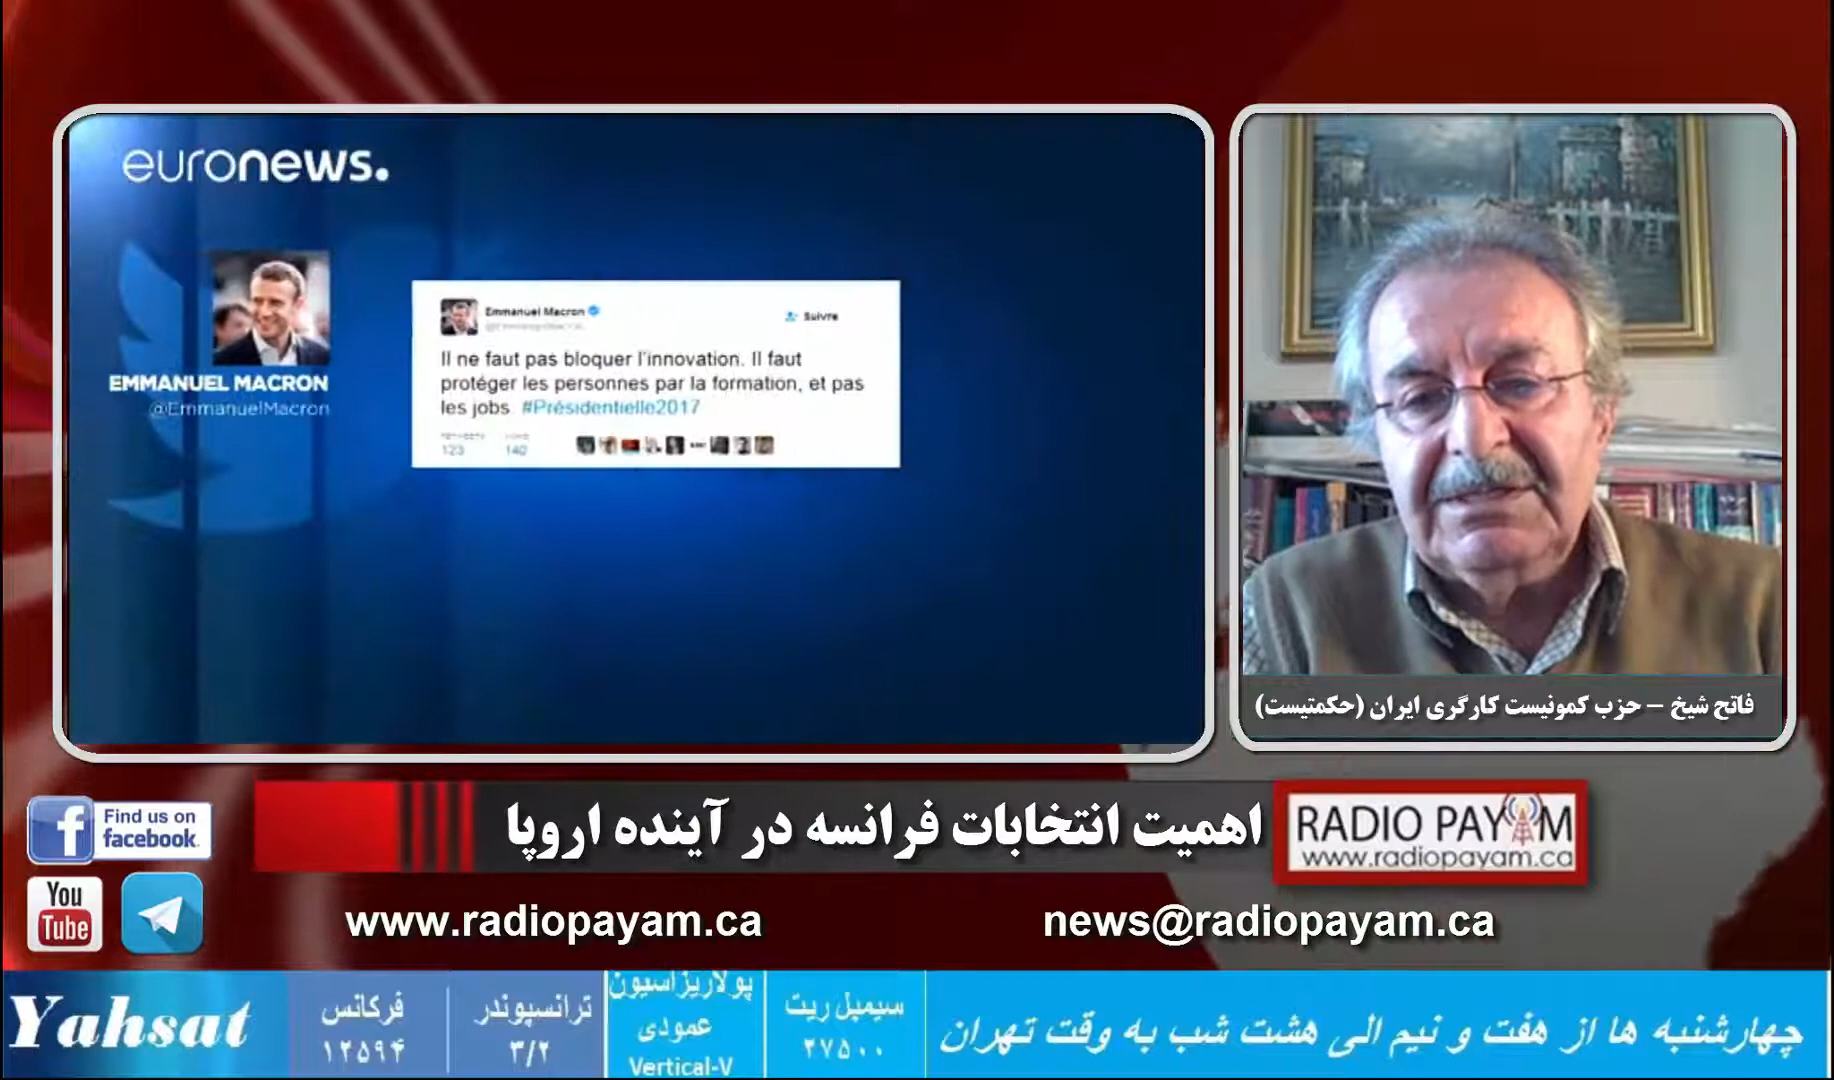 euronews.
EMMANUEL MACRON
@EmmanuelMacron
Emmanuel Macron
Suivre
Il ne faut pas bloquer l'innovation. Il faut
protéger les personnes par la formation, et pas
les jobs. #Présidentielle2017
123 140
فاتح شیخ – حزب کمونیست کارگری ایران (حکمتیست)
اهمیت انتخابات فرانسه در آینده اروپا
RADIO PAYAM
www.radiopayam.ca
Find us on
facebook.
You
Tube
www.radiopayam.ca
news@radiopayam.ca
چهارشنبه ها از هفت و نیم الی هشت شب به وقت تهران
سیمبل ریت
۲۷۵۰۰
پولاریزاسیون
عمودی
Vertical-V
ترانسپوندر
۳/۲
فرکانس
۱۲۵۹۴
Yahsat